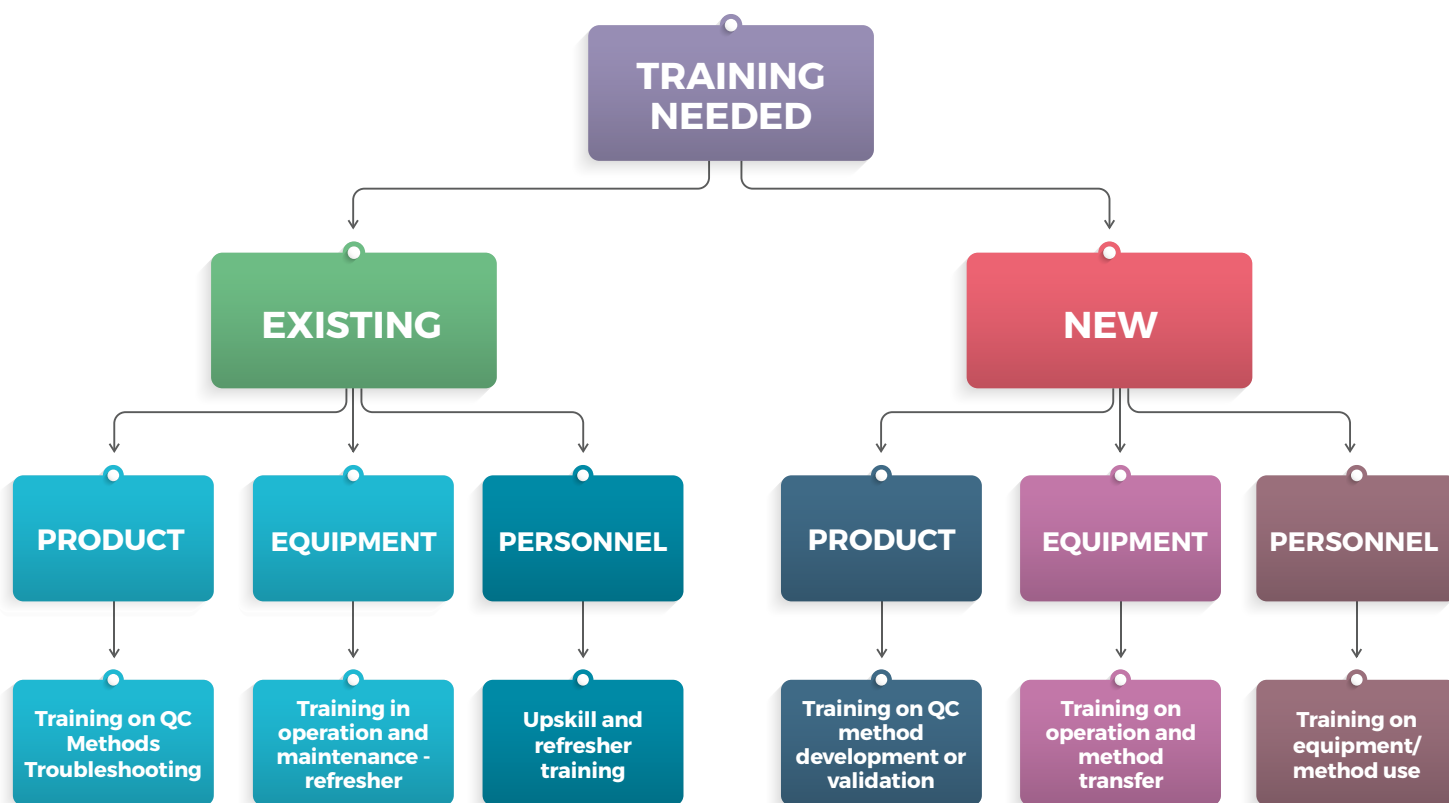 TRAINING
NEEDED
EXISTING
NEW
PRODUCT
EQUIPMENT
PERSONNEL
PRODUCT
EQUIPMENT
PERSONNEL
Training on QC
Methods
Troubleshooting
Training in
operation and
maintenance -
refresher
Upskill and
refresher
training
Training on QC
method
development or
validation
Training on
operation and
method
transfer
Training on
equipment/
method use